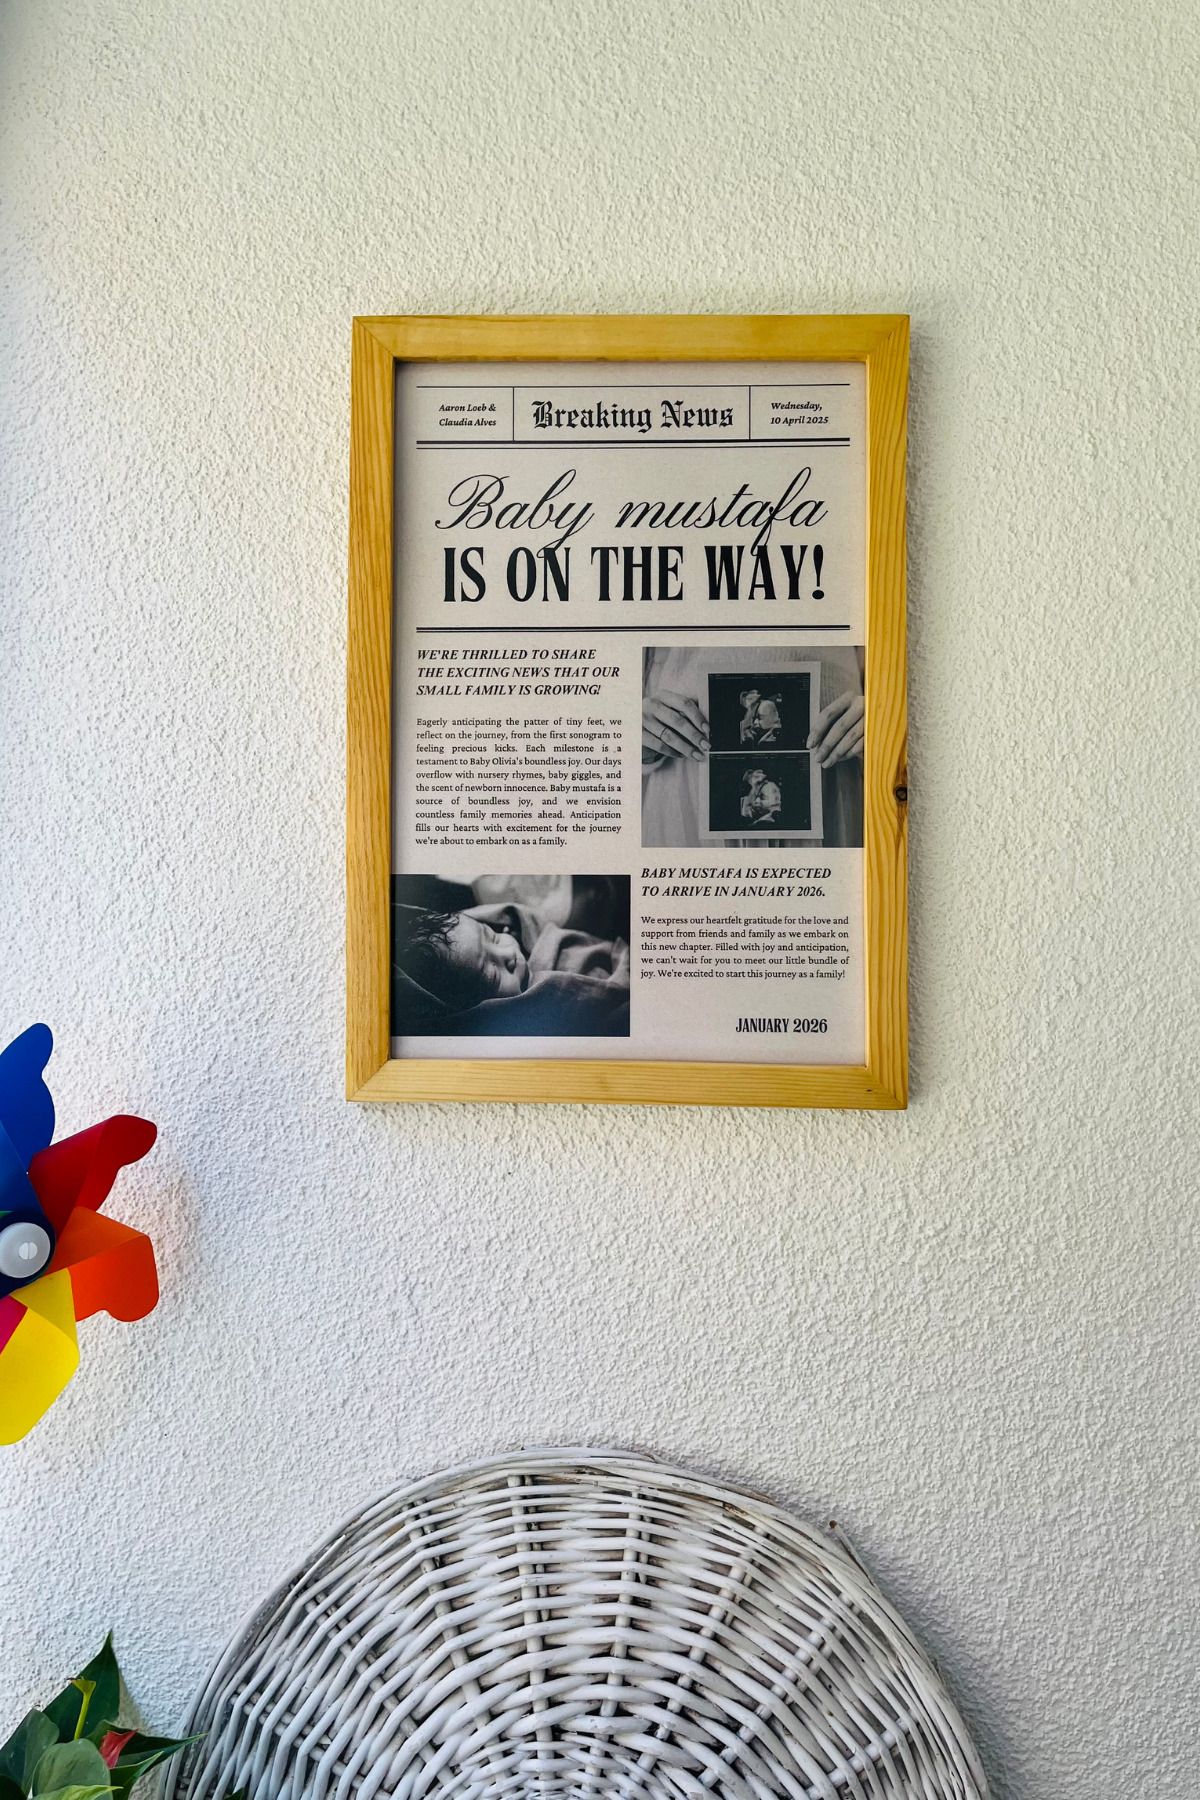 Aaron Loeb &
Claudia Alves
Breaking News
Wednesday,
10 April 2025
Baby mustafa
IS ON THE WAY!
WE'RE THRILLED TO SHARE
THE EXCITING NEWS THAT OUR
SMALL FAMILY IS GROWING!
Eagerly anticipating the patter of tiny feet, we
reflect on the journey, from the first sonogram to
feeling precious kicks. Each milestone is a
testament to Baby Olivia's boundless joy. Our days
overflow with nursery rhymes, baby giggles, and
the scent of newborn innocence. Baby mustafa is a
source of boundless joy, and we envision
countless family memories ahead. Anticipation
fills our hearts with excitement for the journey
we're about to embark on as a family.
BABY MUSTAFA IS EXPECTED
TO ARRIVE IN JANUARY 2026.
We express our heartfelt gratitude for the love and
support from friends and family as we embark on
this new chapter. Filled with joy and anticipation,
we can't wait for you to meet our little bundle of
joy. We're excited to start this journey as a family!
JANUARY 2026